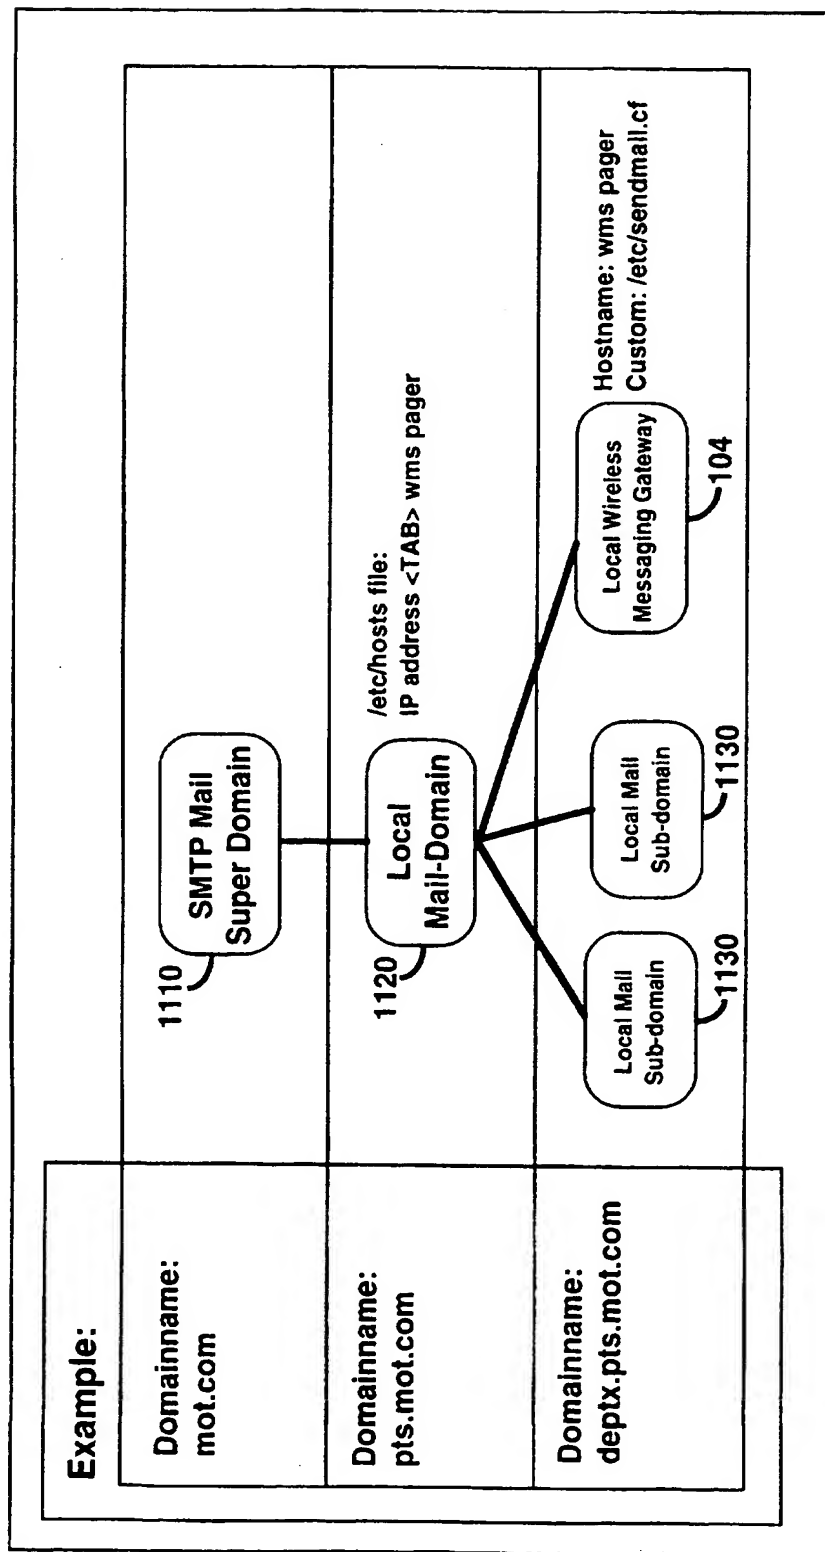 Example:
Domainname:
mot.com
1110
SMTP Mail
Super Domain
Domainname:
pts.mot.com
1120
Local
Mail-Domain
/etc/hosts file:
IP address <TAB> wms pager
Domainname:
deptx.pts.mot.com
Local Mail
Sub-domain
1130
Local Mail
Sub-domain
1130
Local Wireless
Messaging Gateway
104
Hostname: wms pager
Custom: /etc/sendmail.cf